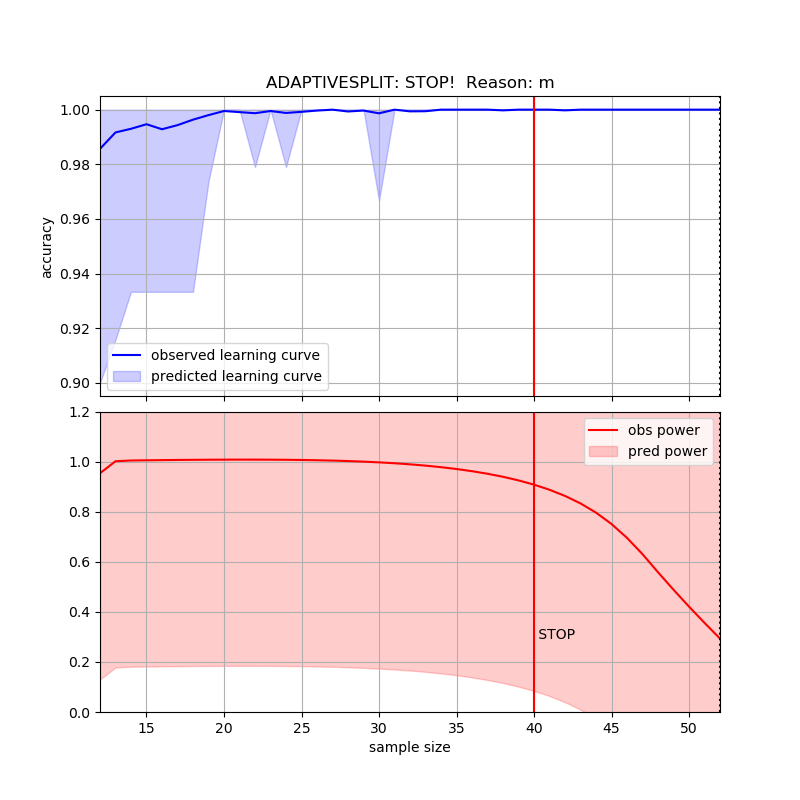 ADAPTIVESPLIT: STOP!  Reason: m
1.00
0.98
0.96
0.94
0.92
0.90
accuracy
observed learning curve
predicted learning curve
1.2
1.0
0.8
0.6
0.4
0.2
0.0
obs power
pred power
STOP
15 20 25 30 35 40 45 50
sample size